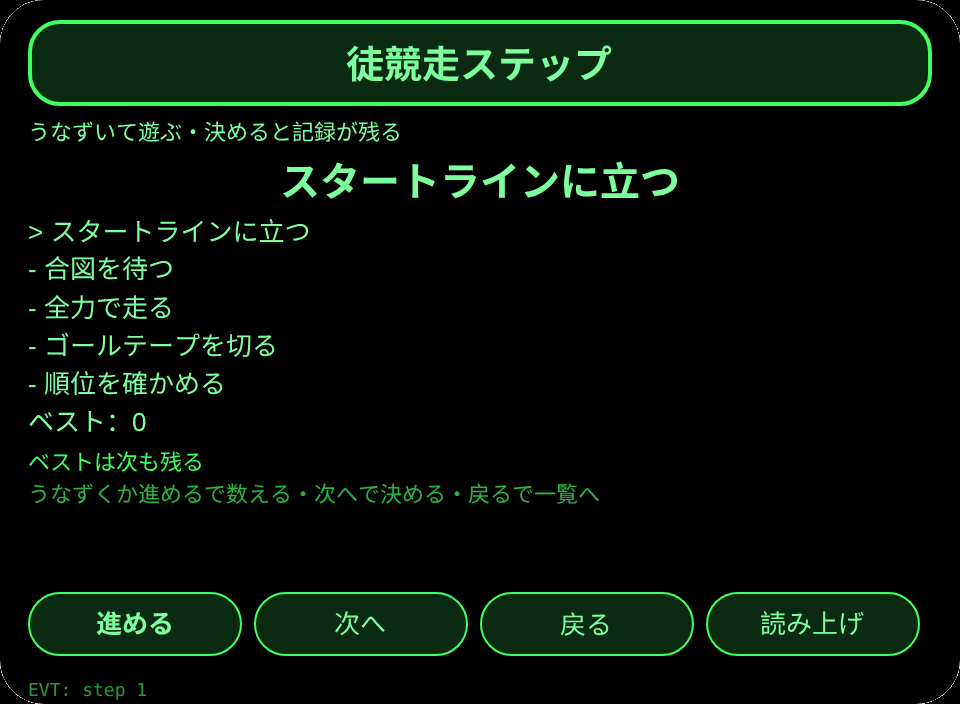 徒競走ステップ
うなずいて遊ぶ・決めると記録が残る
スタートラインに立つ
> スタートラインに立つ
- 合図を待つ
- 全力で走る
- ゴールテープを切る
- 順位を確かめる
ベスト: 0
ベストは次も残る
うなずくか進めるで数える・次へで決める・戻るで一覧へ
進める
次へ
戻る
読み上げ
EVT: step 1